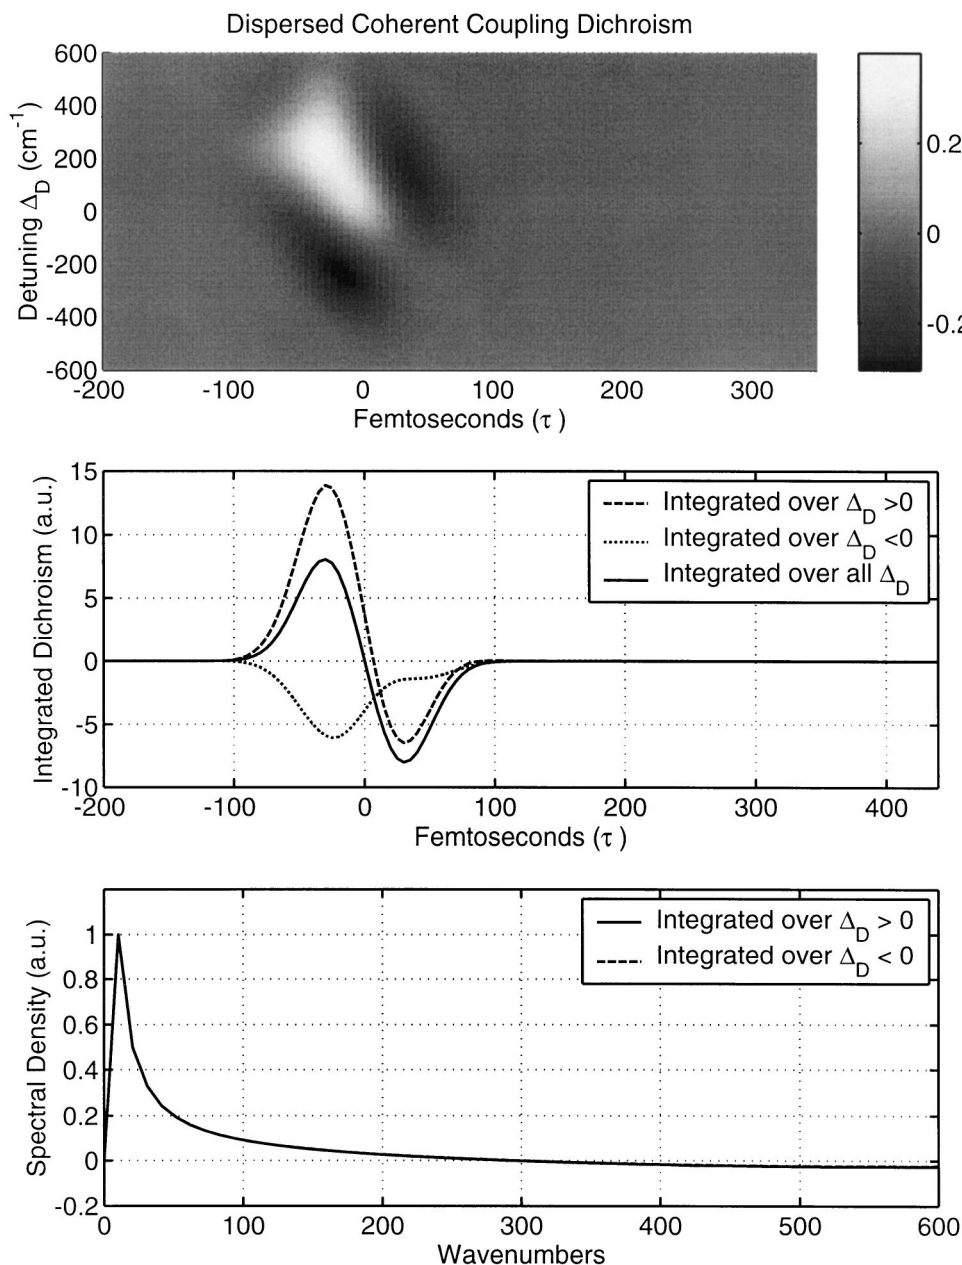 Dispersed Coherent Coupling Dichroism
600
400
200
0
-200
-400
-600
Detuning Δ_D (cm⁻¹)
-200 -100 0 100 200 300
Femtoseconds (τ )
0.2
0
-0.2
15
10
5
0
-5
-10
Integrated Dichroism (a.u.)
Integrated over Δ_D >0
Integrated over Δ_D <0
Integrated over all Δ_D
-200 -100 0 100 200 300 400
Femtoseconds (τ )
1
0.8
0.6
0.4
0.2
0
-0.2
Spectral Density (a.u.)
Integrated over Δ_D > 0
Integrated over Δ_D < 0
0 100 200 300 400 500 600
Wavenumbers